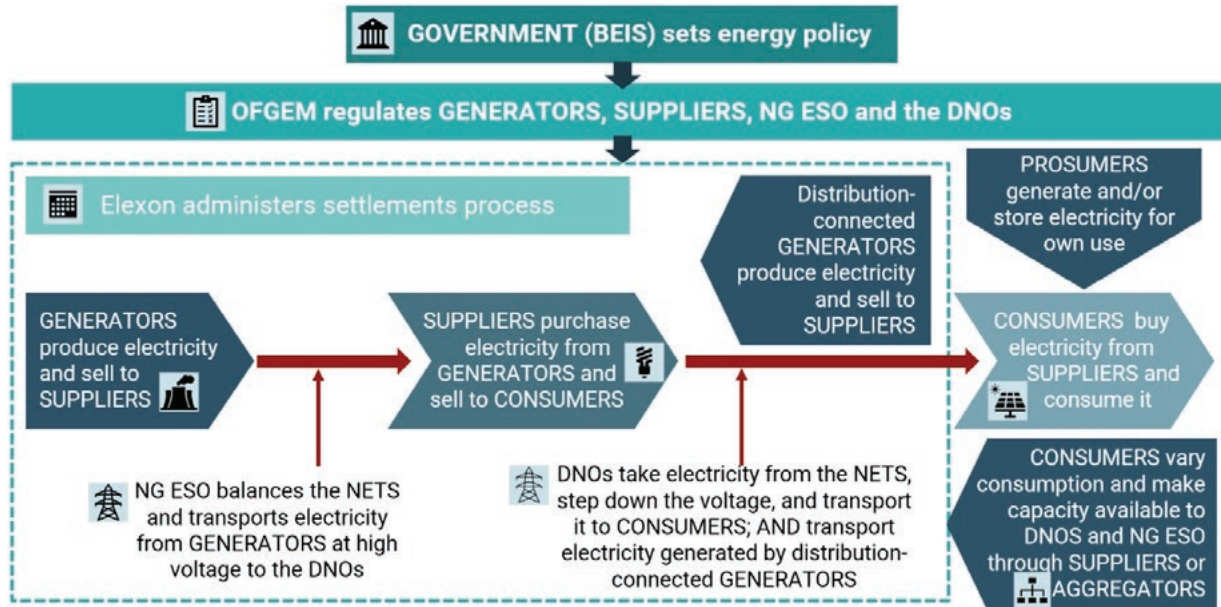 GOVERNMENT (BEIS) sets energy policy
OFGEM regulates GENERATORS, SUPPLIERS, NG ESO and the DNOs
Elexon administers settlements process
Distribution-
connected
GENERATORS
produce electricity
and sell to
SUPPLIERS
PROSUMERS
generate and/or
store electricity for
own use
GENERATORS
produce electricity
and sell to
SUPPLIERS
SUPPLIERS purchase
electricity from
GENERATORS and
sell to CONSUMERS
CONSUMERS buy
electricity from
SUPPLIERS and
consume it
NG ESO balances the NETS
and transports electricity
from GENERATORS at high
voltage to the DNOs
DNOs take electricity from the NETS,
step down the voltage, and transport
it to CONSUMERS; AND transport
electricity generated by distribution-
connected GENERATORS
CONSUMERS vary
consumption and make
capacity available to
DNOS and NG ESO
through SUPPLIERS or
AGGREGATORS